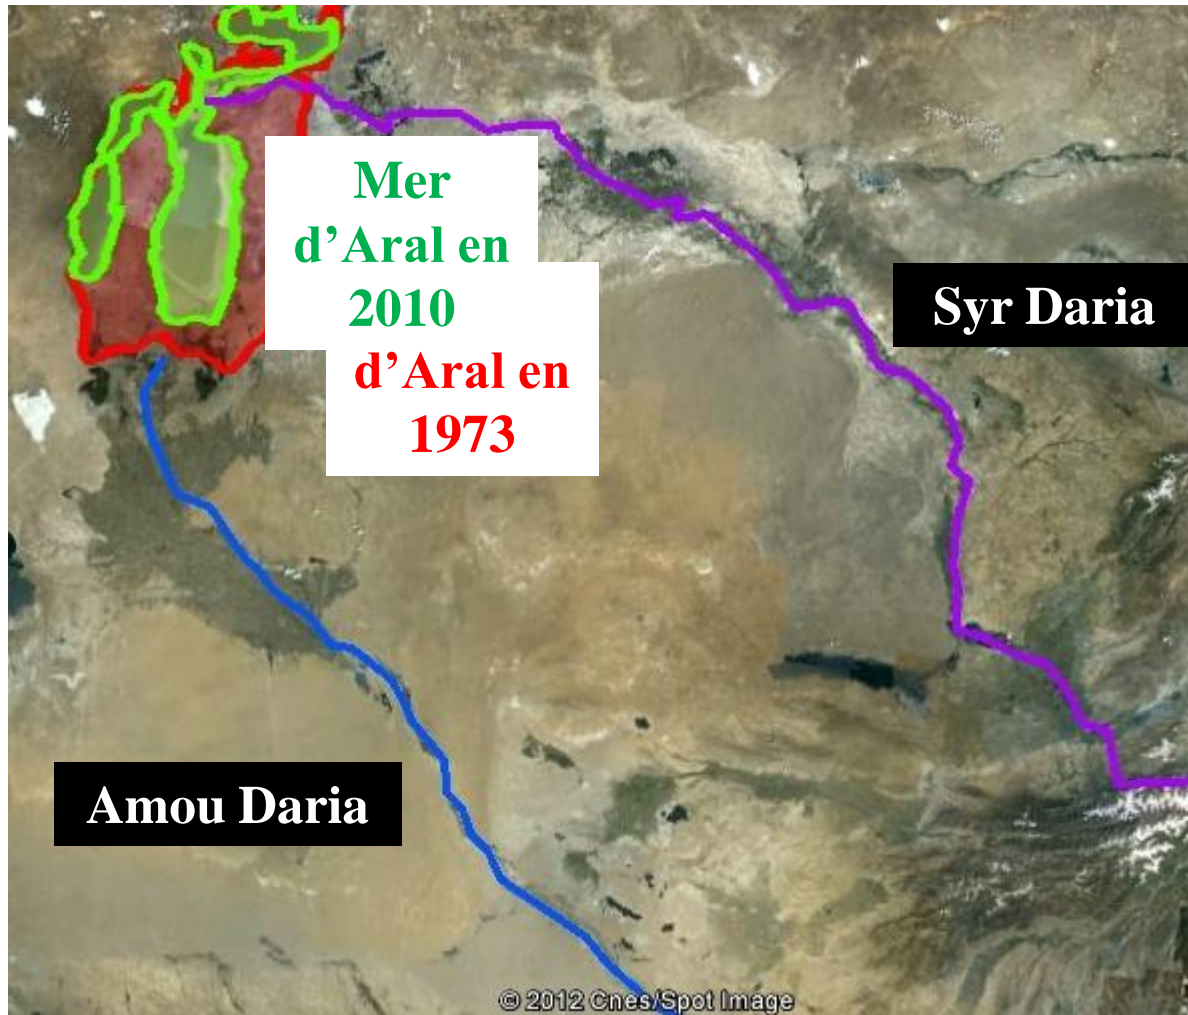 Mer
d’Aral en
2010
d’Aral en
1973
Syr Daria
Amou Daria
© 2012 Cnes/Spot Image